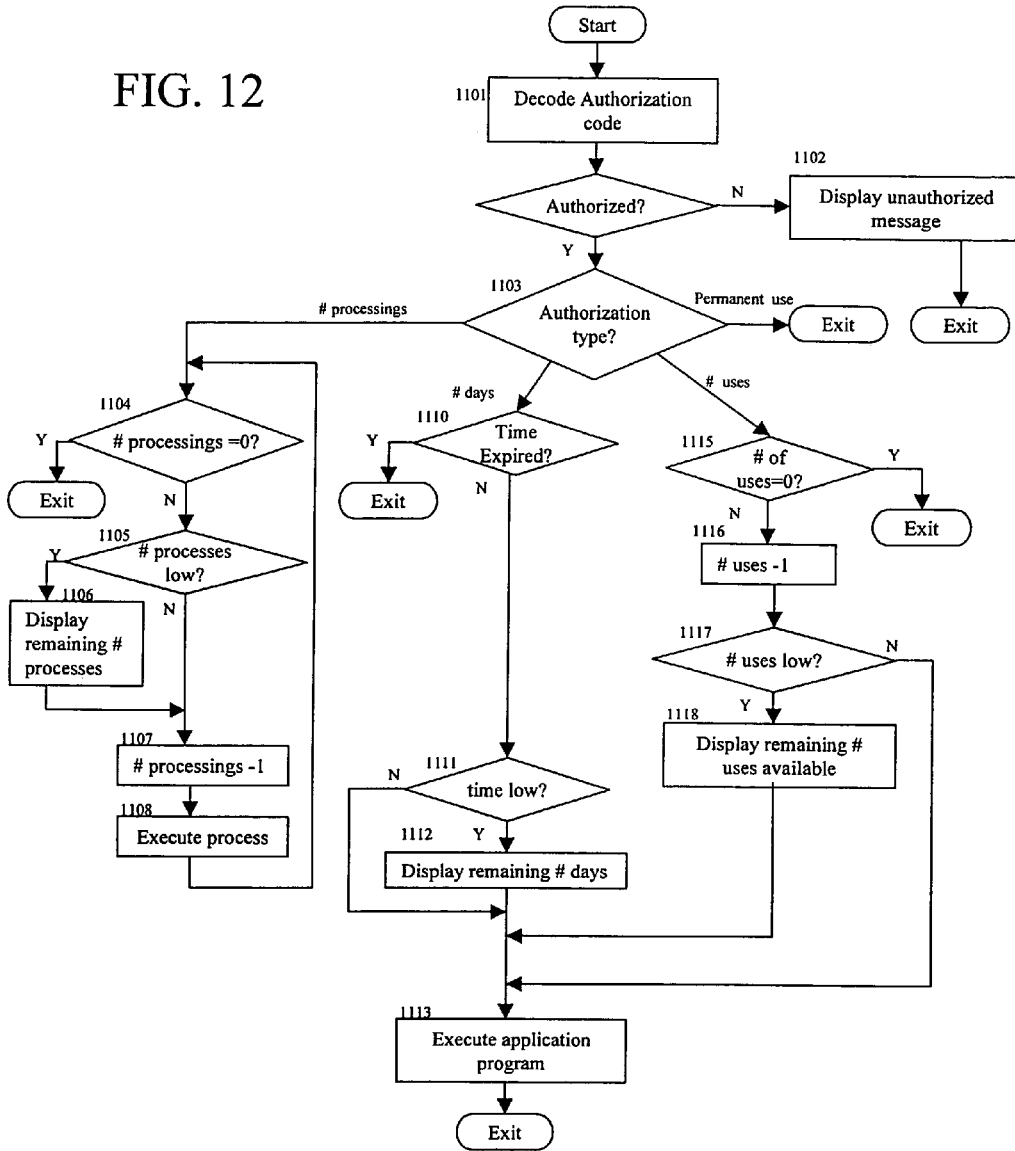 FIG. 12
Start
1101
Decode Authorization
code
Authorized?
N
1102
Display unauthorized
message
Y
Exit
1103
Authorization
type?
# processings
Permanent use
Exit
# days
# uses
1104
# processings =0?
Y
Exit
N
1105
# processes
low?
Y
1106
Display
remaining #
processes
N
1107
# processings -1
1108
Execute process
1110
Time
Expired?
Y
Exit
N
1111
time low?
N
Y
1112
Display remaining # days
1115
# of
uses=0?
Y
Exit
N
1116
# uses -1
1117
# uses low?
N
Y
1118
Display remaining #
uses available
1113
Execute application
program
Exit